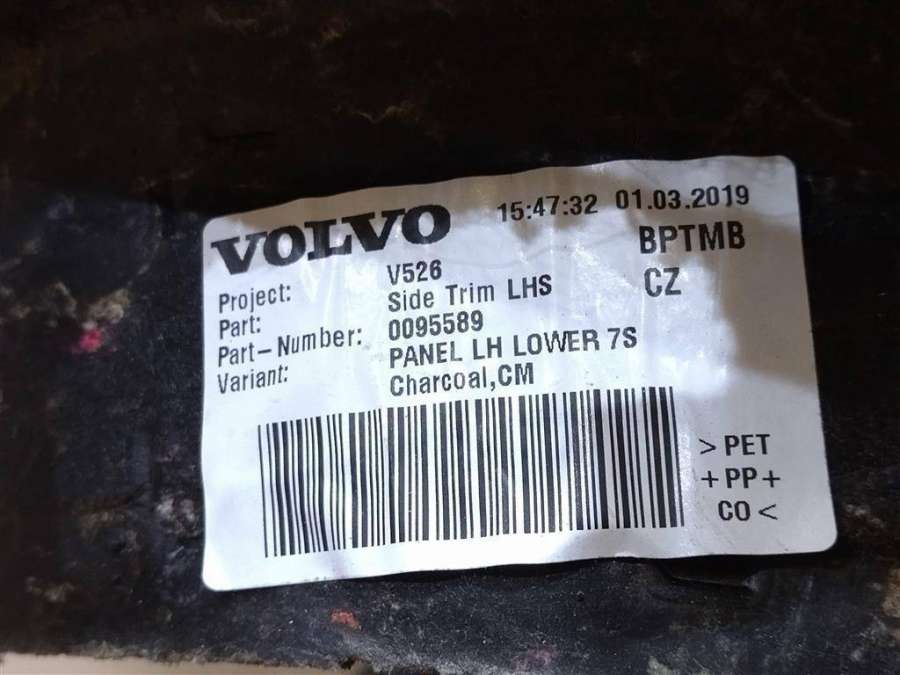 VOLVO 15:47:32 01.03.2019
BPTMB
Project: V526
CZ
Part: Side Trim LHS
Part-Number: 0095589
Variant: PANEL LH LOWER 7S
Charcoal,CM
> PET
+ PP +
CO <